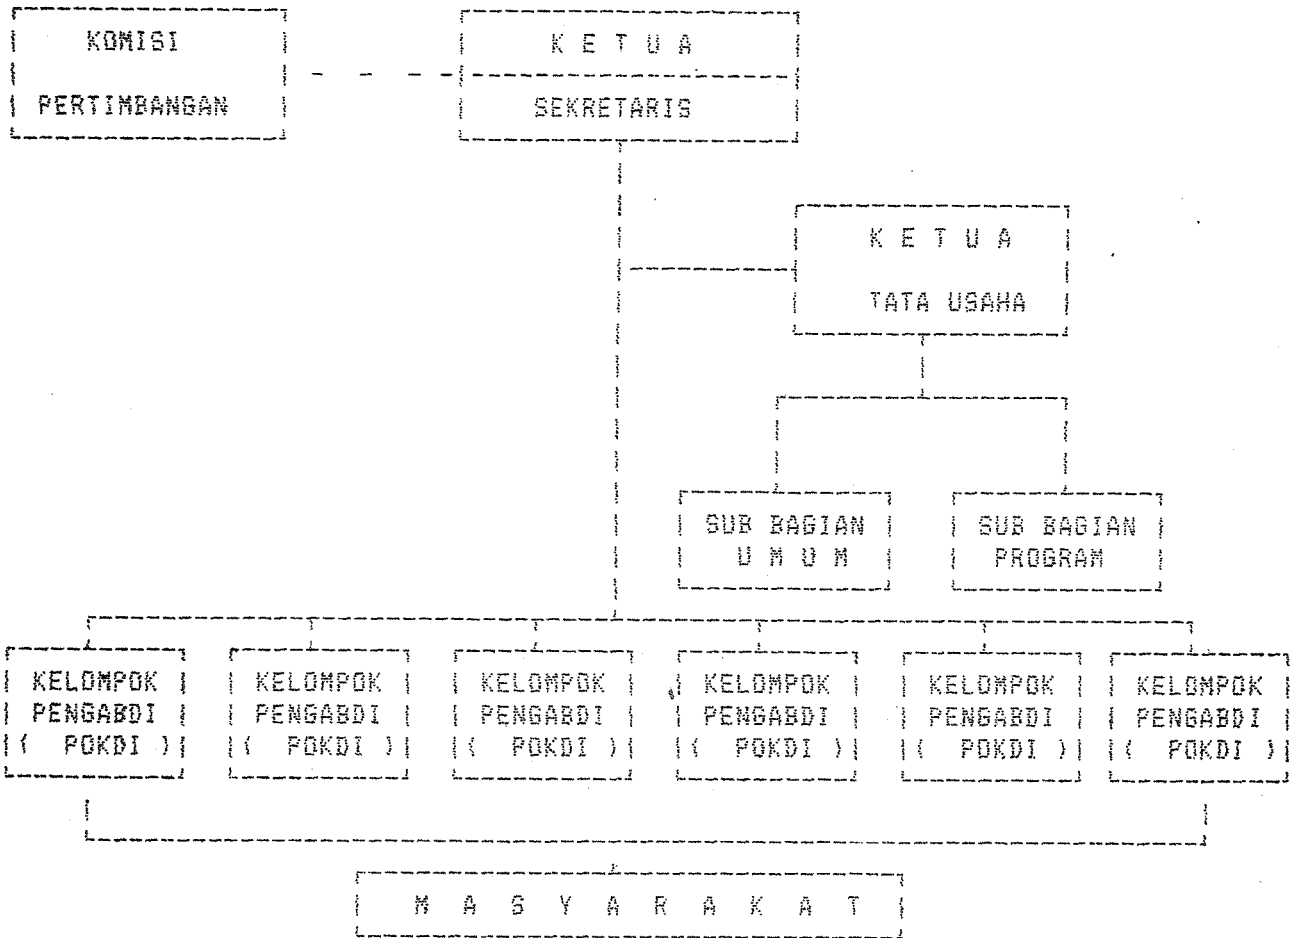 KOMISI
PERTIMBANGAN
K E T U A
SEKRETARIS
K E T U A
TATA USAHA
SUB BAGIAN
U M U M
SUB BAGIAN
PROGRAM
KELOMPOK
PENGABDI
( POKDI )
KELOMPOK
PENGABDI
( POKDI )
KELOMPOK
PENGABDI
( POKDI )
KELOMPOK
PENGABDI
( POKDI )
KELOMPOK
PENGABDI
( POKDI )
KELOMPOK
PENGABDI
( POKDI )
M A S Y A R A K A T